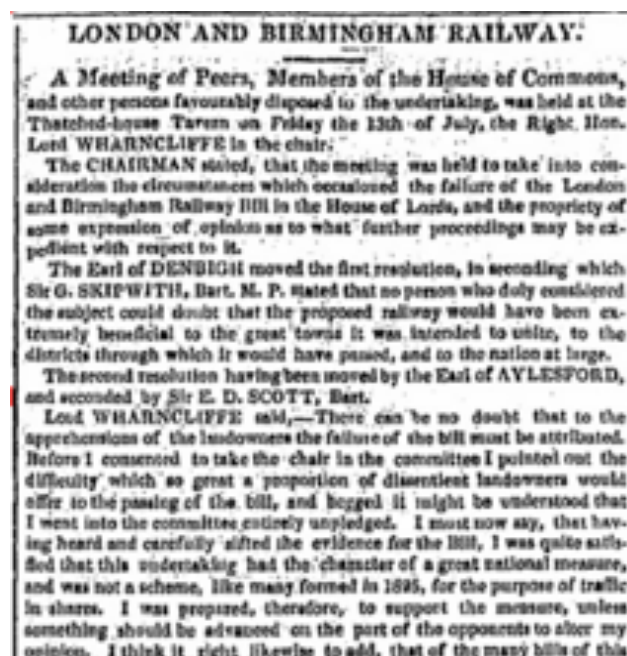 LONDON AND BIRMINGHAM RAILWAY.
A Meeting of Peers, Members of the House of Commons,
and other persons favourably disposed to the undertaking, was held at the
Thatched-house Tavern on Friday the 13th of July, the Right Hon.
Lord WHARNCLIFFE in the chair.
The CHAIRMAN stated, that the meeting was held to take into con-
sideration the circumstances which occasioned the failure of the London
and Birmingham Railway Bill in the House of Lords, and the propriety of
some expression of opinion as to what further proceedings may be ex-
pedient with respect to it.
The Earl of DENBIGH moved the first resolution, in seconding which
Sir G. SKIPWITH, Bart. M. P. stated that no person who duly considered
the subject could doubt that the proposed railway would have been ex-
tremely beneficial to the great towns it was intended to unite, to the
districts through which it would have passed, and to the nation at large.
The second resolution having been moved by the Earl of AYLESFORD,
and seconded by Sir E. D. SCOTT, Bart.
Lord WHARNCLIFFE said,—There can be no doubt that to the
apprehensions of the landowners the failure of the bill must be attributed.
Before I consented to take the chair in the committee I pointed out the
difficulty which so great a proportion of dissentient landowners would
offer to the passing of the bill, and begged it might be understood that
I went into the committee entirely unpledged. I must now say, that hav-
ing heard and carefully sifted the evidence for the Bill, I was quite satis-
fied that this undertaking had the character of a great national measure,
and was not a scheme, like many formed in 1825, for the purpose of traffic
in shares. I was prepared, therefore, to support the measure, unless
something should be advanced on the part of the opponents to alter my
opinion. I think it right likewise to add, that of the many bills of this